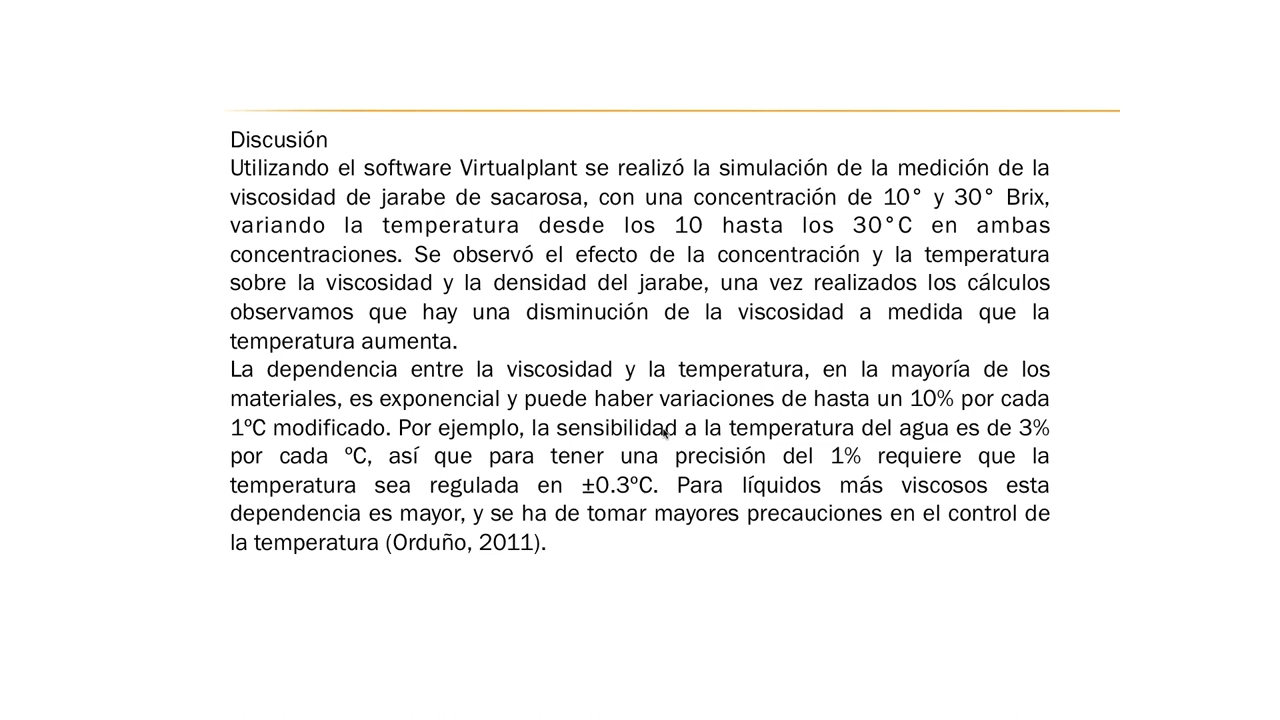 Discusión
Utilizando el software Virtualplant se realizó la simulación de la medición de la
viscosidad de jarabe de sacarosa, con una concentración de 10° y 30° Brix,
variando la temperatura desde los 10 hasta los 30°C en ambas
concentraciones. Se observó el efecto de la concentración y la temperatura
sobre la viscosidad y la densidad del jarabe, una vez realizados los cálculos
observamos que hay una disminución de la viscosidad a medida que la
temperatura aumenta.
La dependencia entre la viscosidad y la temperatura, en la mayoría de los
materiales, es exponencial y puede haber variaciones de hasta un 10% por cada
1ºC modificado. Por ejemplo, la sensibilidad a la temperatura del agua es de 3%
por cada ºC, así que para tener una precisión del 1% requiere que la
temperatura sea regulada en ±0.3ºC. Para líquidos más viscosos esta
dependencia es mayor, y se ha de tomar mayores precauciones en el control de
la temperatura (Orduño, 2011).